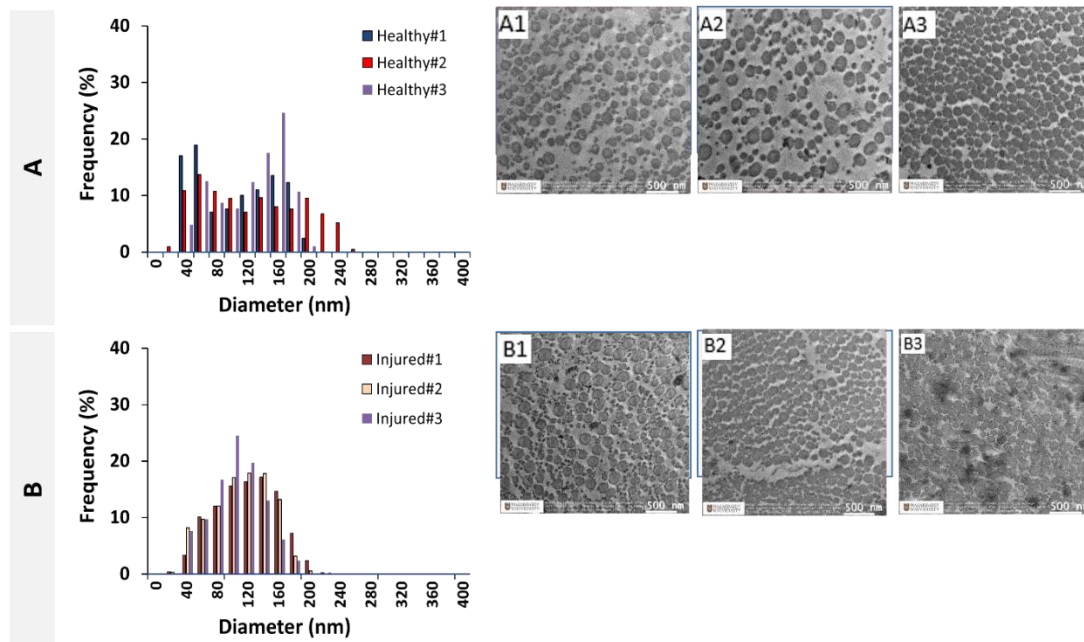 A
Frequency (%)
40
30
20
10
0
Healthy#1
Healthy#2
Healthy#3
0 40 80 120 160 200 240 280 320 360 400
Diameter (nm)
A1
500 nm
A2
500 nm
A3
500 nm
B
Frequency (%)
40
30
20
10
0
Injured#1
Injured#2
Injured#3
0 40 80 120 160 200 240 280 320 360 400
Diameter (nm)
B1
500 nm
B2
500 nm
B3
500 nm